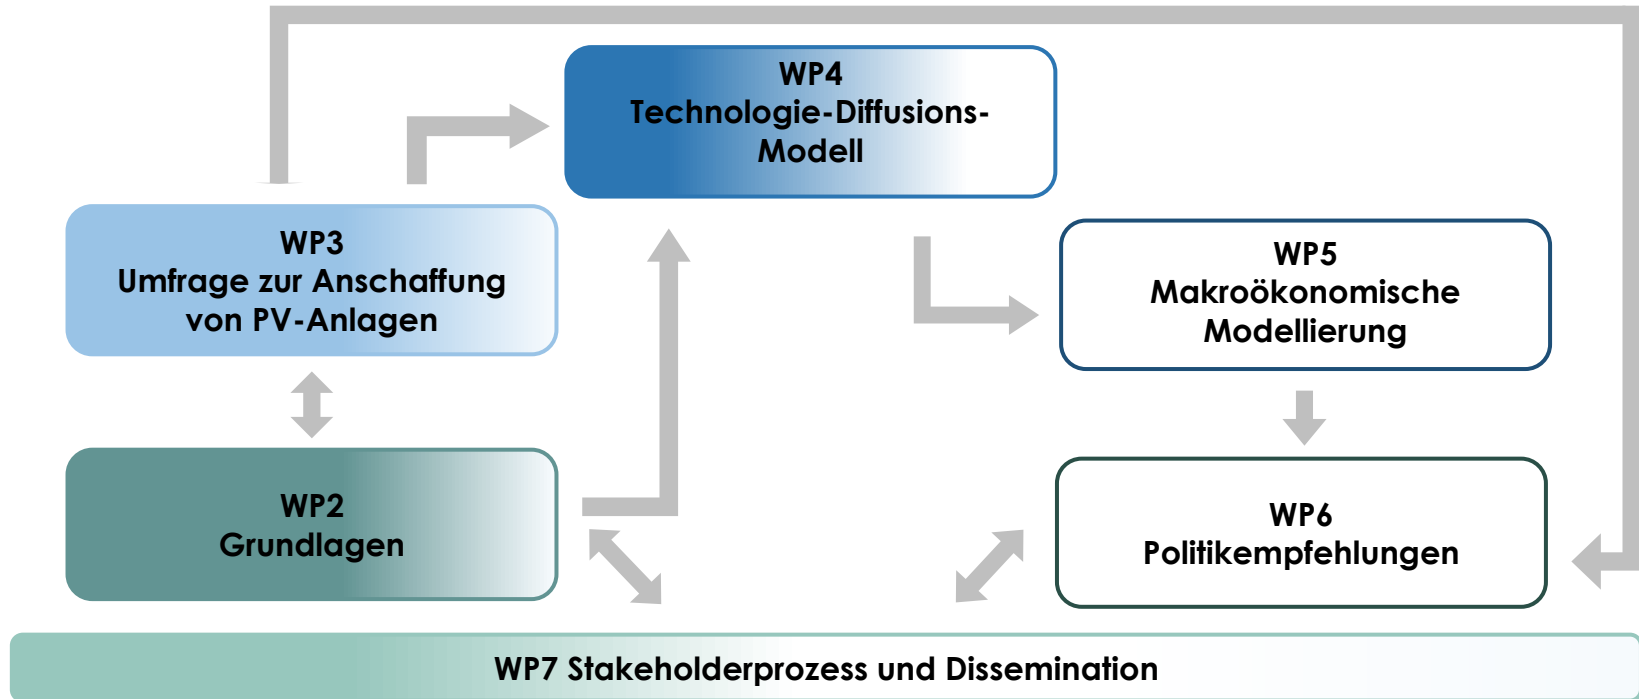 WP4
Technologie-Diffusions-
Modell
WP3
Umfrage zur Anschaffung
von PV-Anlagen
WP5
Makroökonomische
Modellierung
WP2
Grundlagen
WP6
Politikempfehlungen
WP7 Stakeholderprozess und Dissemination